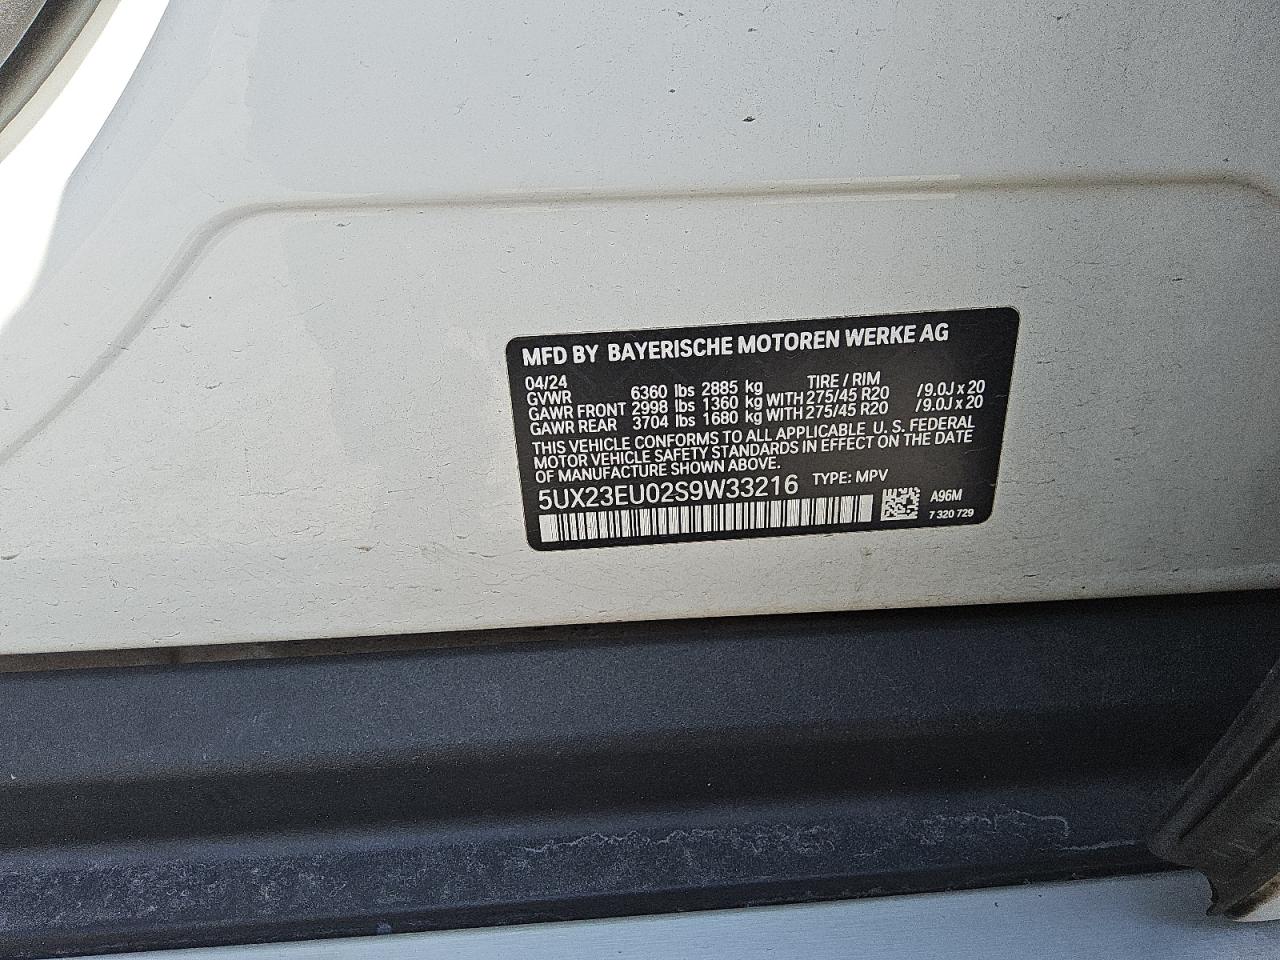 MFD BY BAYERISCHE MOTOREN WERKE AG
04/24 TIRE / RIM
GVWR 6360 lbs 2885 kg
GAWR FRONT 2998 lbs 1360 kg WITH 275/45 R20 /9.0J x 20
GAWR REAR 3704 lbs 1680 kg WITH 275/45 R20 /9.0J x 20
THIS VEHICLE CONFORMS TO ALL APPLICABLE U.S. FEDERAL
MOTOR VEHICLE SAFETY STANDARDS IN EFFECT ON THE DATE
OF MANUFACTURE SHOWN ABOVE.
5UX23EU02S9W33216 TYPE: MPV
A96M
7 320 729